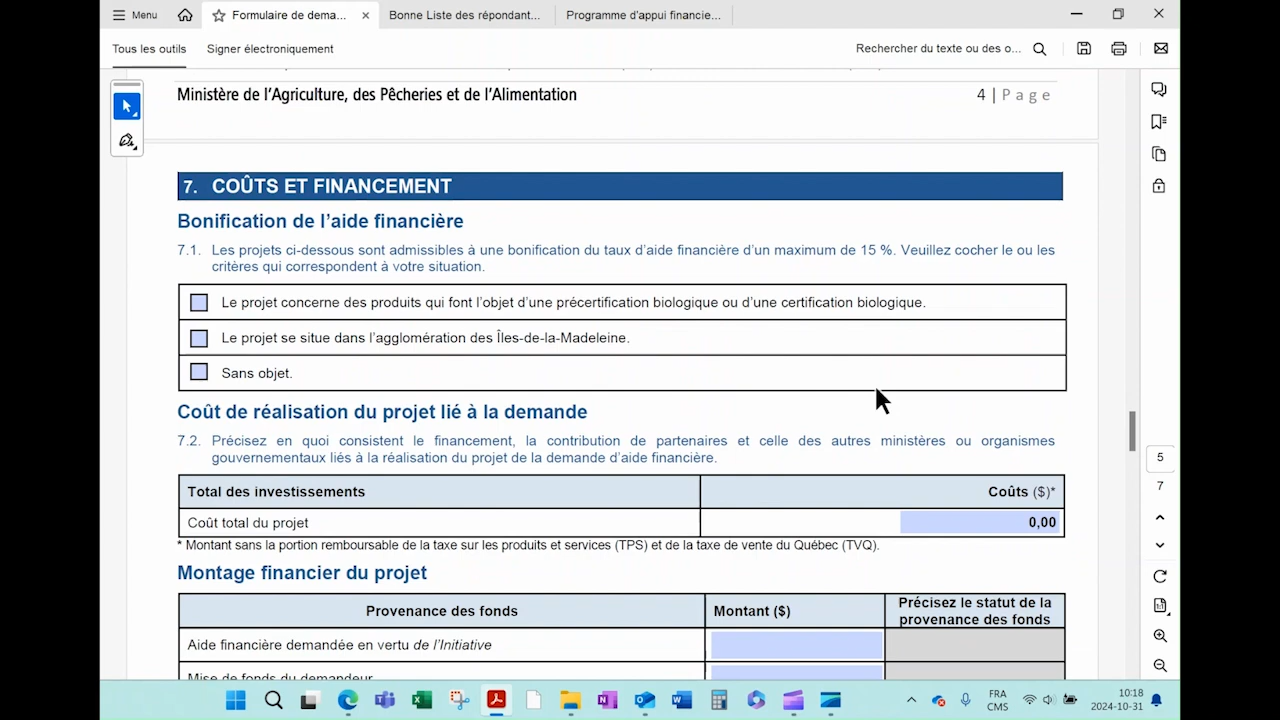 Menu
Formulaire de dema...
Bonne Liste des répondant...
Programme d'appui financie...
Tous les outils
Signer électroniquement
Rechercher du texte ou des o...
Ministère de l'Agriculture, des Pêcheries et de l'Alimentation
4 | Page
7. COÛTS ET FINANCEMENT
Bonification de l'aide financière
7.1. Les projets ci-dessous sont admissibles à une bonification du taux d'aide financière d'un maximum de 15 %. Veuillez cocher le ou les
critères qui correspondent à votre situation.
Le projet concerne des produits qui font l'objet d'une précertification biologique ou d'une certification biologique.
Le projet se situe dans l'agglomération des Îles-de-la-Madeleine.
Sans objet.
Coût de réalisation du projet lié à la demande
7.2. Précisez en quoi consistent le financement, la contribution de partenaires et celle des autres ministères ou organismes
gouvernementaux liés à la réalisation du projet de la demande d'aide financière.
Total des investissements
Coûts ($)*
Coût total du projet
0,00
* Montant sans la portion remboursable de la taxe sur les produits et services (TPS) et de la taxe de vente du Québec (TVQ).
Montage financier du projet
Provenance des fonds
Montant ($)
Précisez le statut de la
provenance des fonds
Aide financière demandée en vertu de l'Initiative
Mise de fonds du demandeur
5
7
FRA
CMS
10:18
2024-10-31